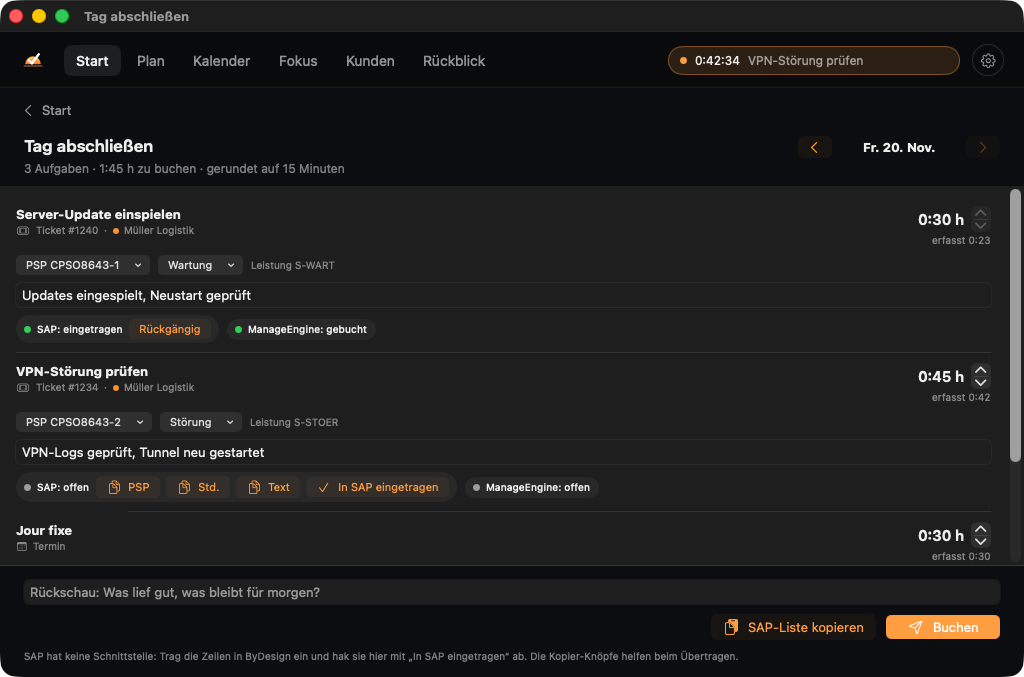 Tag abschließen
Start Plan Kalender Fokus Kunden Rückblick 0:42:34 VPN-Störung prüfen
Start
Tag abschließen
Fr. 20. Nov.
3 Aufgaben · 1:45 h zu buchen · gerundet auf 15 Minuten
Server-Update einspielen
0:30 h
Ticket #1240 · Müller Logistik
erfasst 0:23
PSP CPSO8643-1 Wartung Leistung S-WART
Updates eingespielt, Neustart geprüft
SAP: eingetragen Rückgängig ManageEngine: gebucht
VPN-Störung prüfen
0:45 h
Ticket #1234 · Müller Logistik
erfasst 0:42
PSP CPSO8643-2 Störung Leistung S-STOER
VPN-Logs geprüft, Tunnel neu gestartet
SAP: offen PSP Std. Text In SAP eingetragen ManageEngine: offen
Jour fixe
0:30 h
Termin
erfasst 0:30
Rückschau: Was lief gut, was bleibt für morgen?
SAP-Liste kopieren Buchen
SAP hat keine Schnittstelle: Trag die Zeilen in ByDesign ein und hak sie hier mit „In SAP eingetragen“ ab. Die Kopier-Knöpfe helfen beim Übertragen.